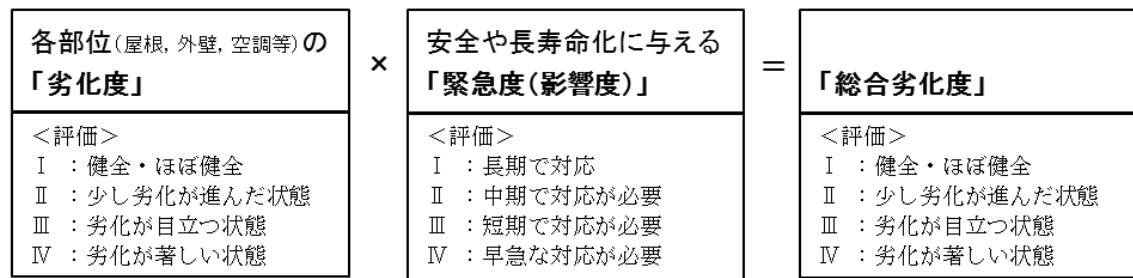 各部位(屋根,外壁,空調等)の
「劣化度」
<評価>
Ⅰ :健全・ほぼ健全
Ⅱ :少し劣化が進んだ状態
Ⅲ :劣化が目立つ状態
Ⅳ :劣化が著しい状態
×
安全や長寿命化に与える
「緊急度(影響度)」
<評価>
Ⅰ :長期で対応
Ⅱ :中期で対応が必要
Ⅲ :短期で対応が必要
Ⅳ :早急な対応が必要
=
「総合劣化度」
<評価>
Ⅰ :健全・ほぼ健全
Ⅱ :少し劣化が進んだ状態
Ⅲ :劣化が目立つ状態
Ⅳ :劣化が著しい状態